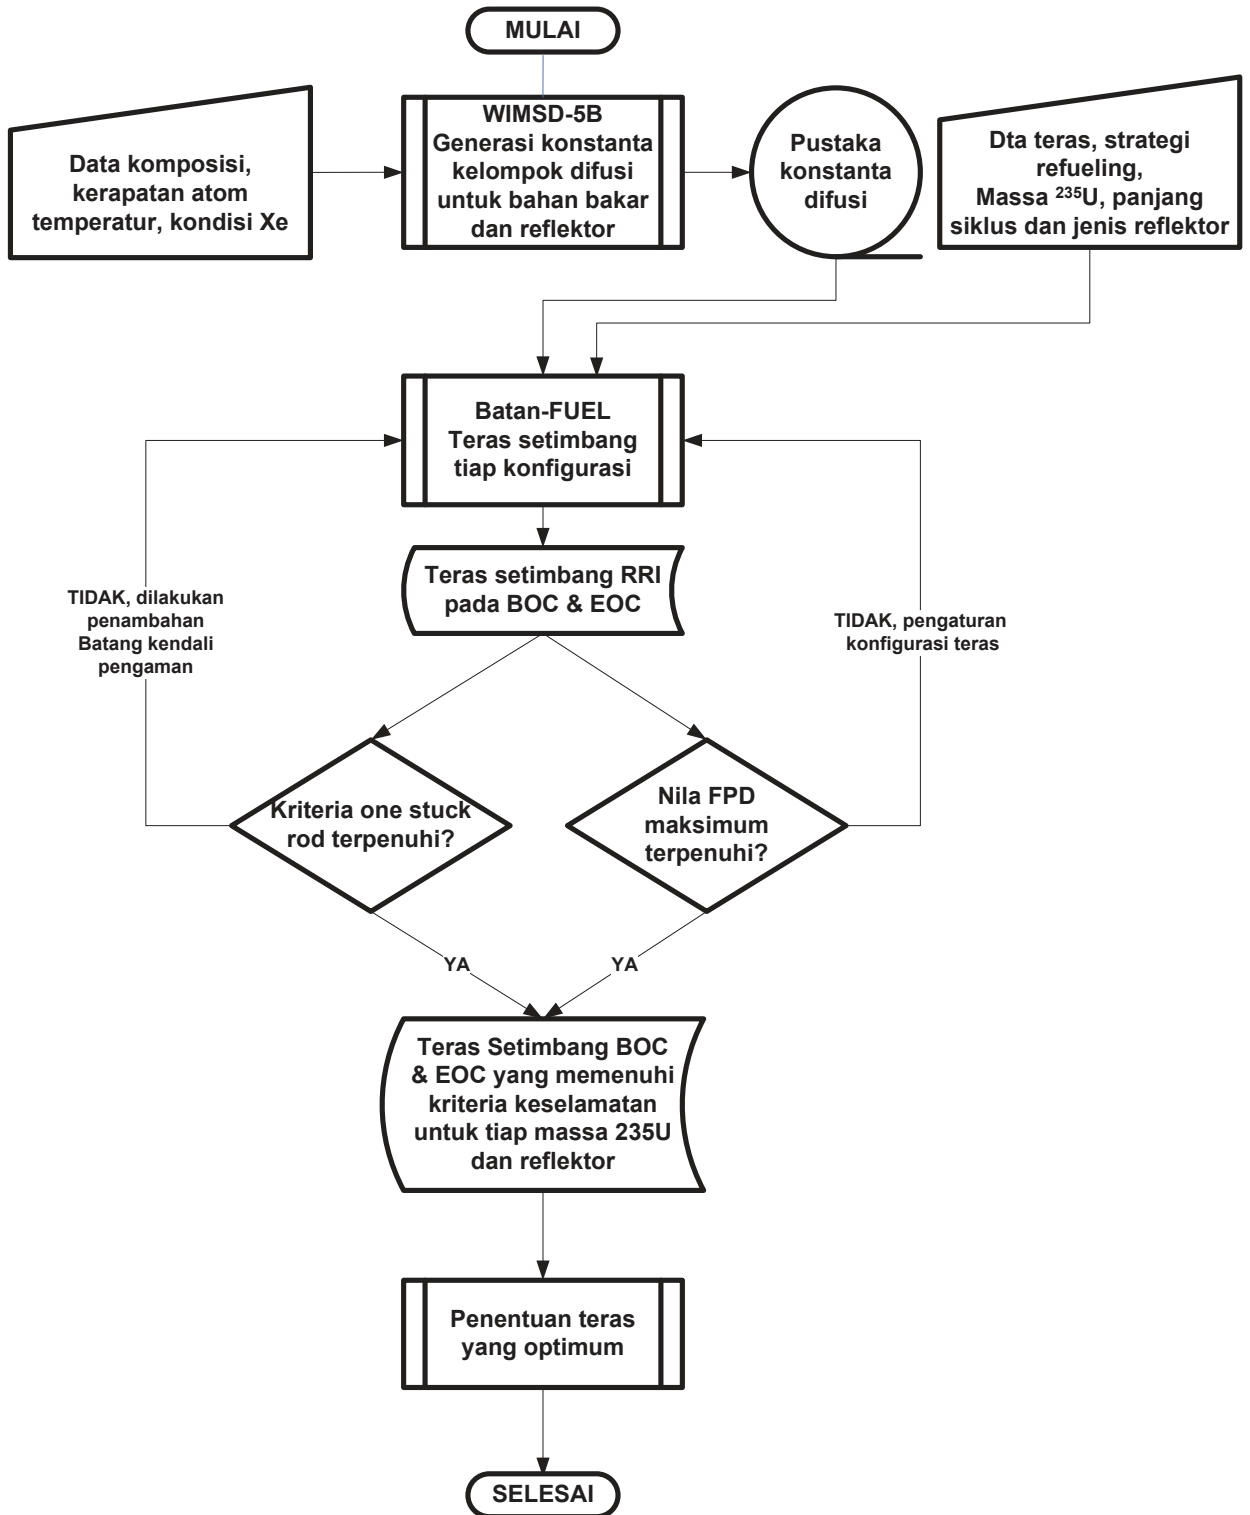 MULAI
Data komposisi,
kerapatan atom
temperatur, kondisi Xe
WIMSD-5B
Generasi konstanta
kelompok difusi
untuk bahan bakar
dan reflektor
Pustaka
konstanta
difusi
Dta teras, strategi
refueling,
Massa ²³⁵U, panjang
siklus dan jenis reflektor
Batan-FUEL
Teras setimbang
tiap konfigurasi
Teras setimbang RRI
pada BOC & EOC
TIDAK, dilakukan
penambahan
Batang kendali
pengaman
TIDAK, pengaturan
konfigurasi teras
Kriteria one stuck
rod terpenuhi?
Nila FPD
maksimum
terpenuhi?
YA
YA
Teras Setimbang BOC
& EOC yang memenuhi
kriteria keselamatan
untuk tiap massa 235U
dan reflektor
Penentuan teras
yang optimum
SELESAI